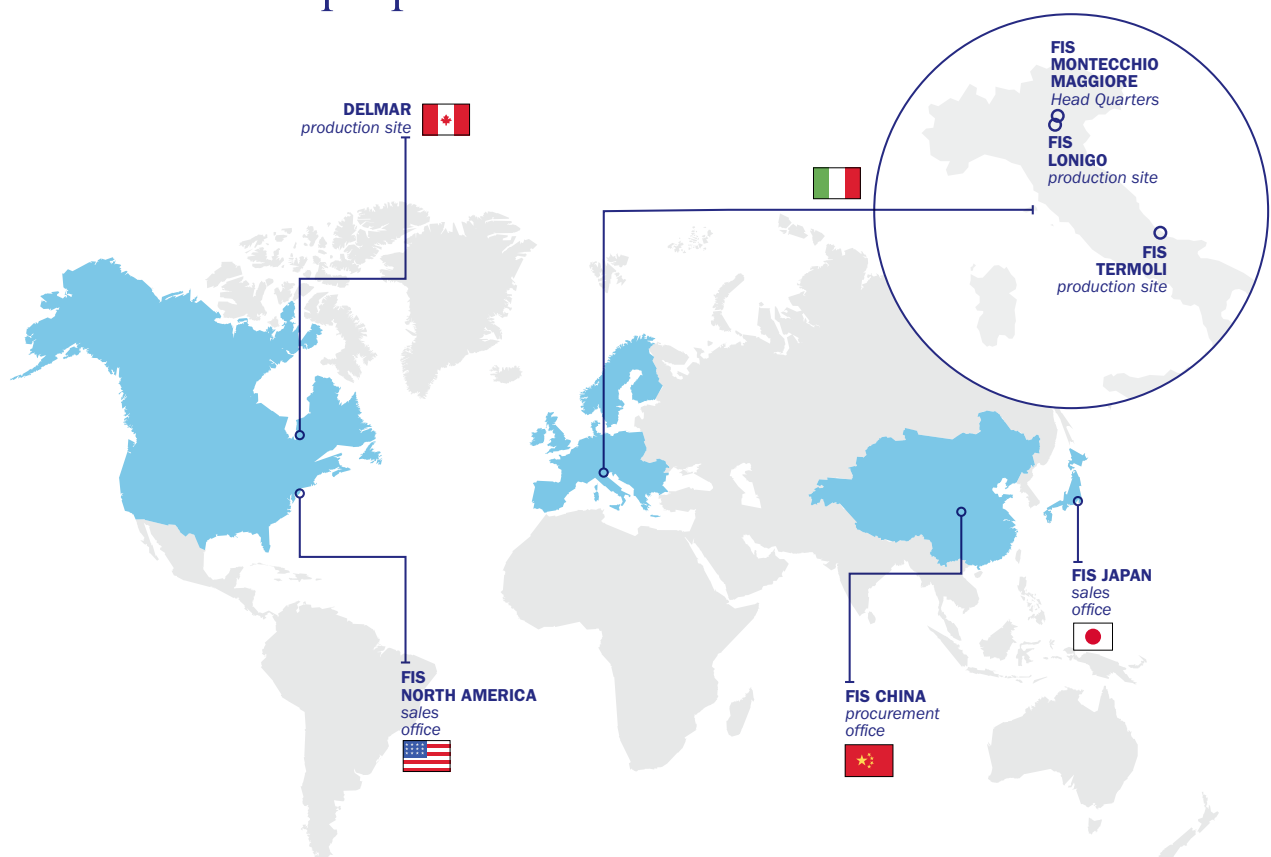 FIS
MONTECCHIO
MAGGIORE
Head Quarters
FIS
LONIGO
production site
FIS
TERMOLI
production site
DELMAR
production site
FIS JAPAN
sales
office
FIS
NORTH AMERICA
sales
office
FIS CHINA
procurement
office